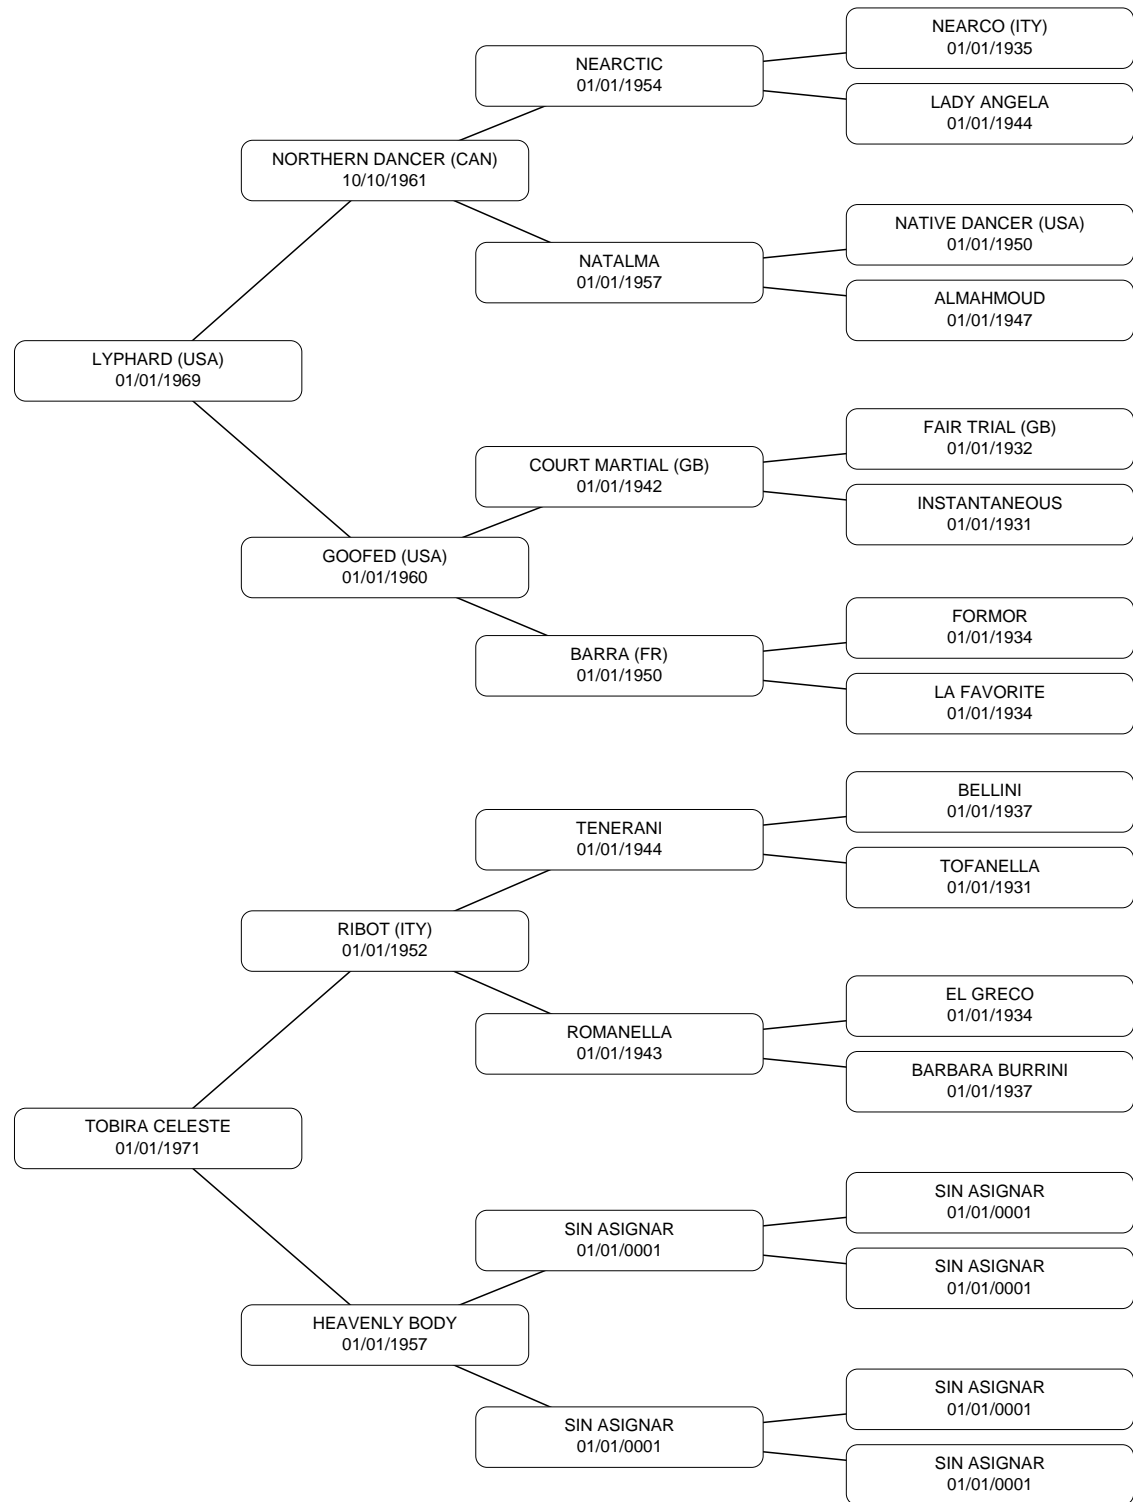 NEARCO (ITY)
01/01/1935
NEARCTIC
01/01/1954
LADY ANGELA
01/01/1944
NORTHERN DANCER (CAN)
10/10/1961
NATIVE DANCER (USA)
01/01/1950
NATALMA
01/01/1957
ALMAHMOUD
01/01/1947
LYPHARD (USA)
01/01/1969
FAIR TRIAL (GB)
01/01/1932
COURT MARTIAL (GB)
01/01/1942
INSTANTANEOUS
01/01/1931
GOOFED (USA)
01/01/1960
FORMOR
01/01/1934
BARRA (FR)
01/01/1950
LA FAVORITE
01/01/1934
BELLINI
01/01/1937
TENERANI
01/01/1944
TOFANELLA
01/01/1931
RIBOT (ITY)
01/01/1952
EL GRECO
01/01/1934
ROMANELLA
01/01/1943
BARBARA BURRINI
01/01/1937
TOBIRA CELESTE
01/01/1971
SIN ASIGNAR
01/01/0001
SIN ASIGNAR
01/01/0001
SIN ASIGNAR
01/01/0001
HEAVENLY BODY
01/01/1957
SIN ASIGNAR
01/01/0001
SIN ASIGNAR
01/01/0001
SIN ASIGNAR
01/01/0001